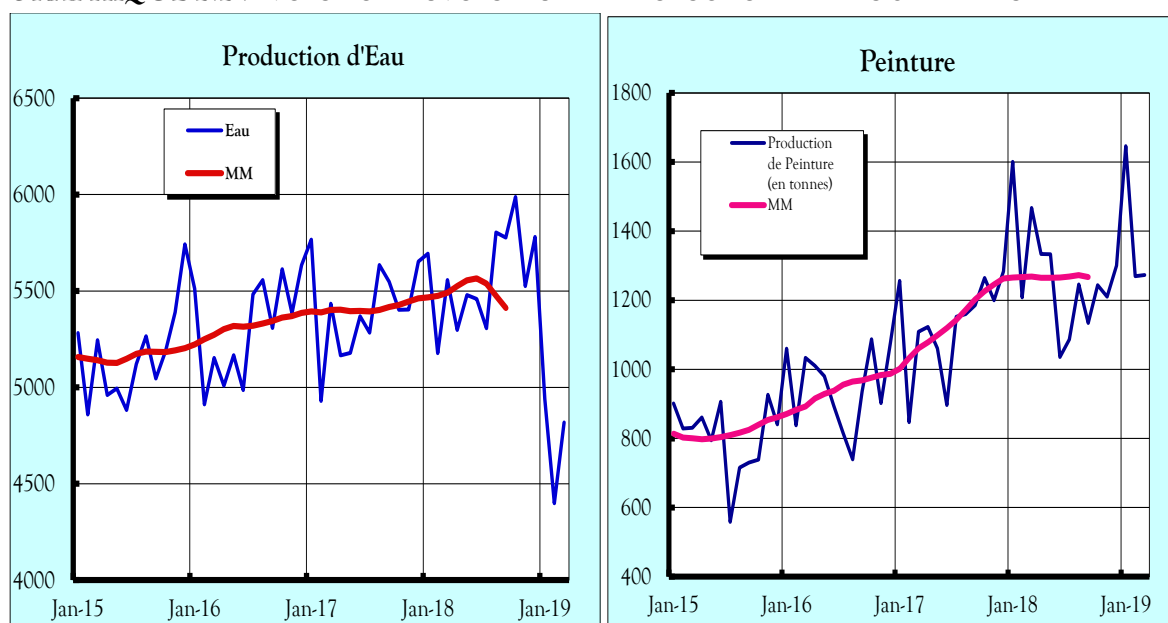 Production d'Eau
6500
6000
5500
5000
4500
4000
Eau
MM
Jan-15
Jan-16
Jan-17
Jan-18
Jan-19
Peinture
1800
1600
1400
1200
1000
800
600
400
Production
de Peinture
(en tonnes)
MM
Jan-15
Jan-16
Jan-17
Jan-18
Jan-19